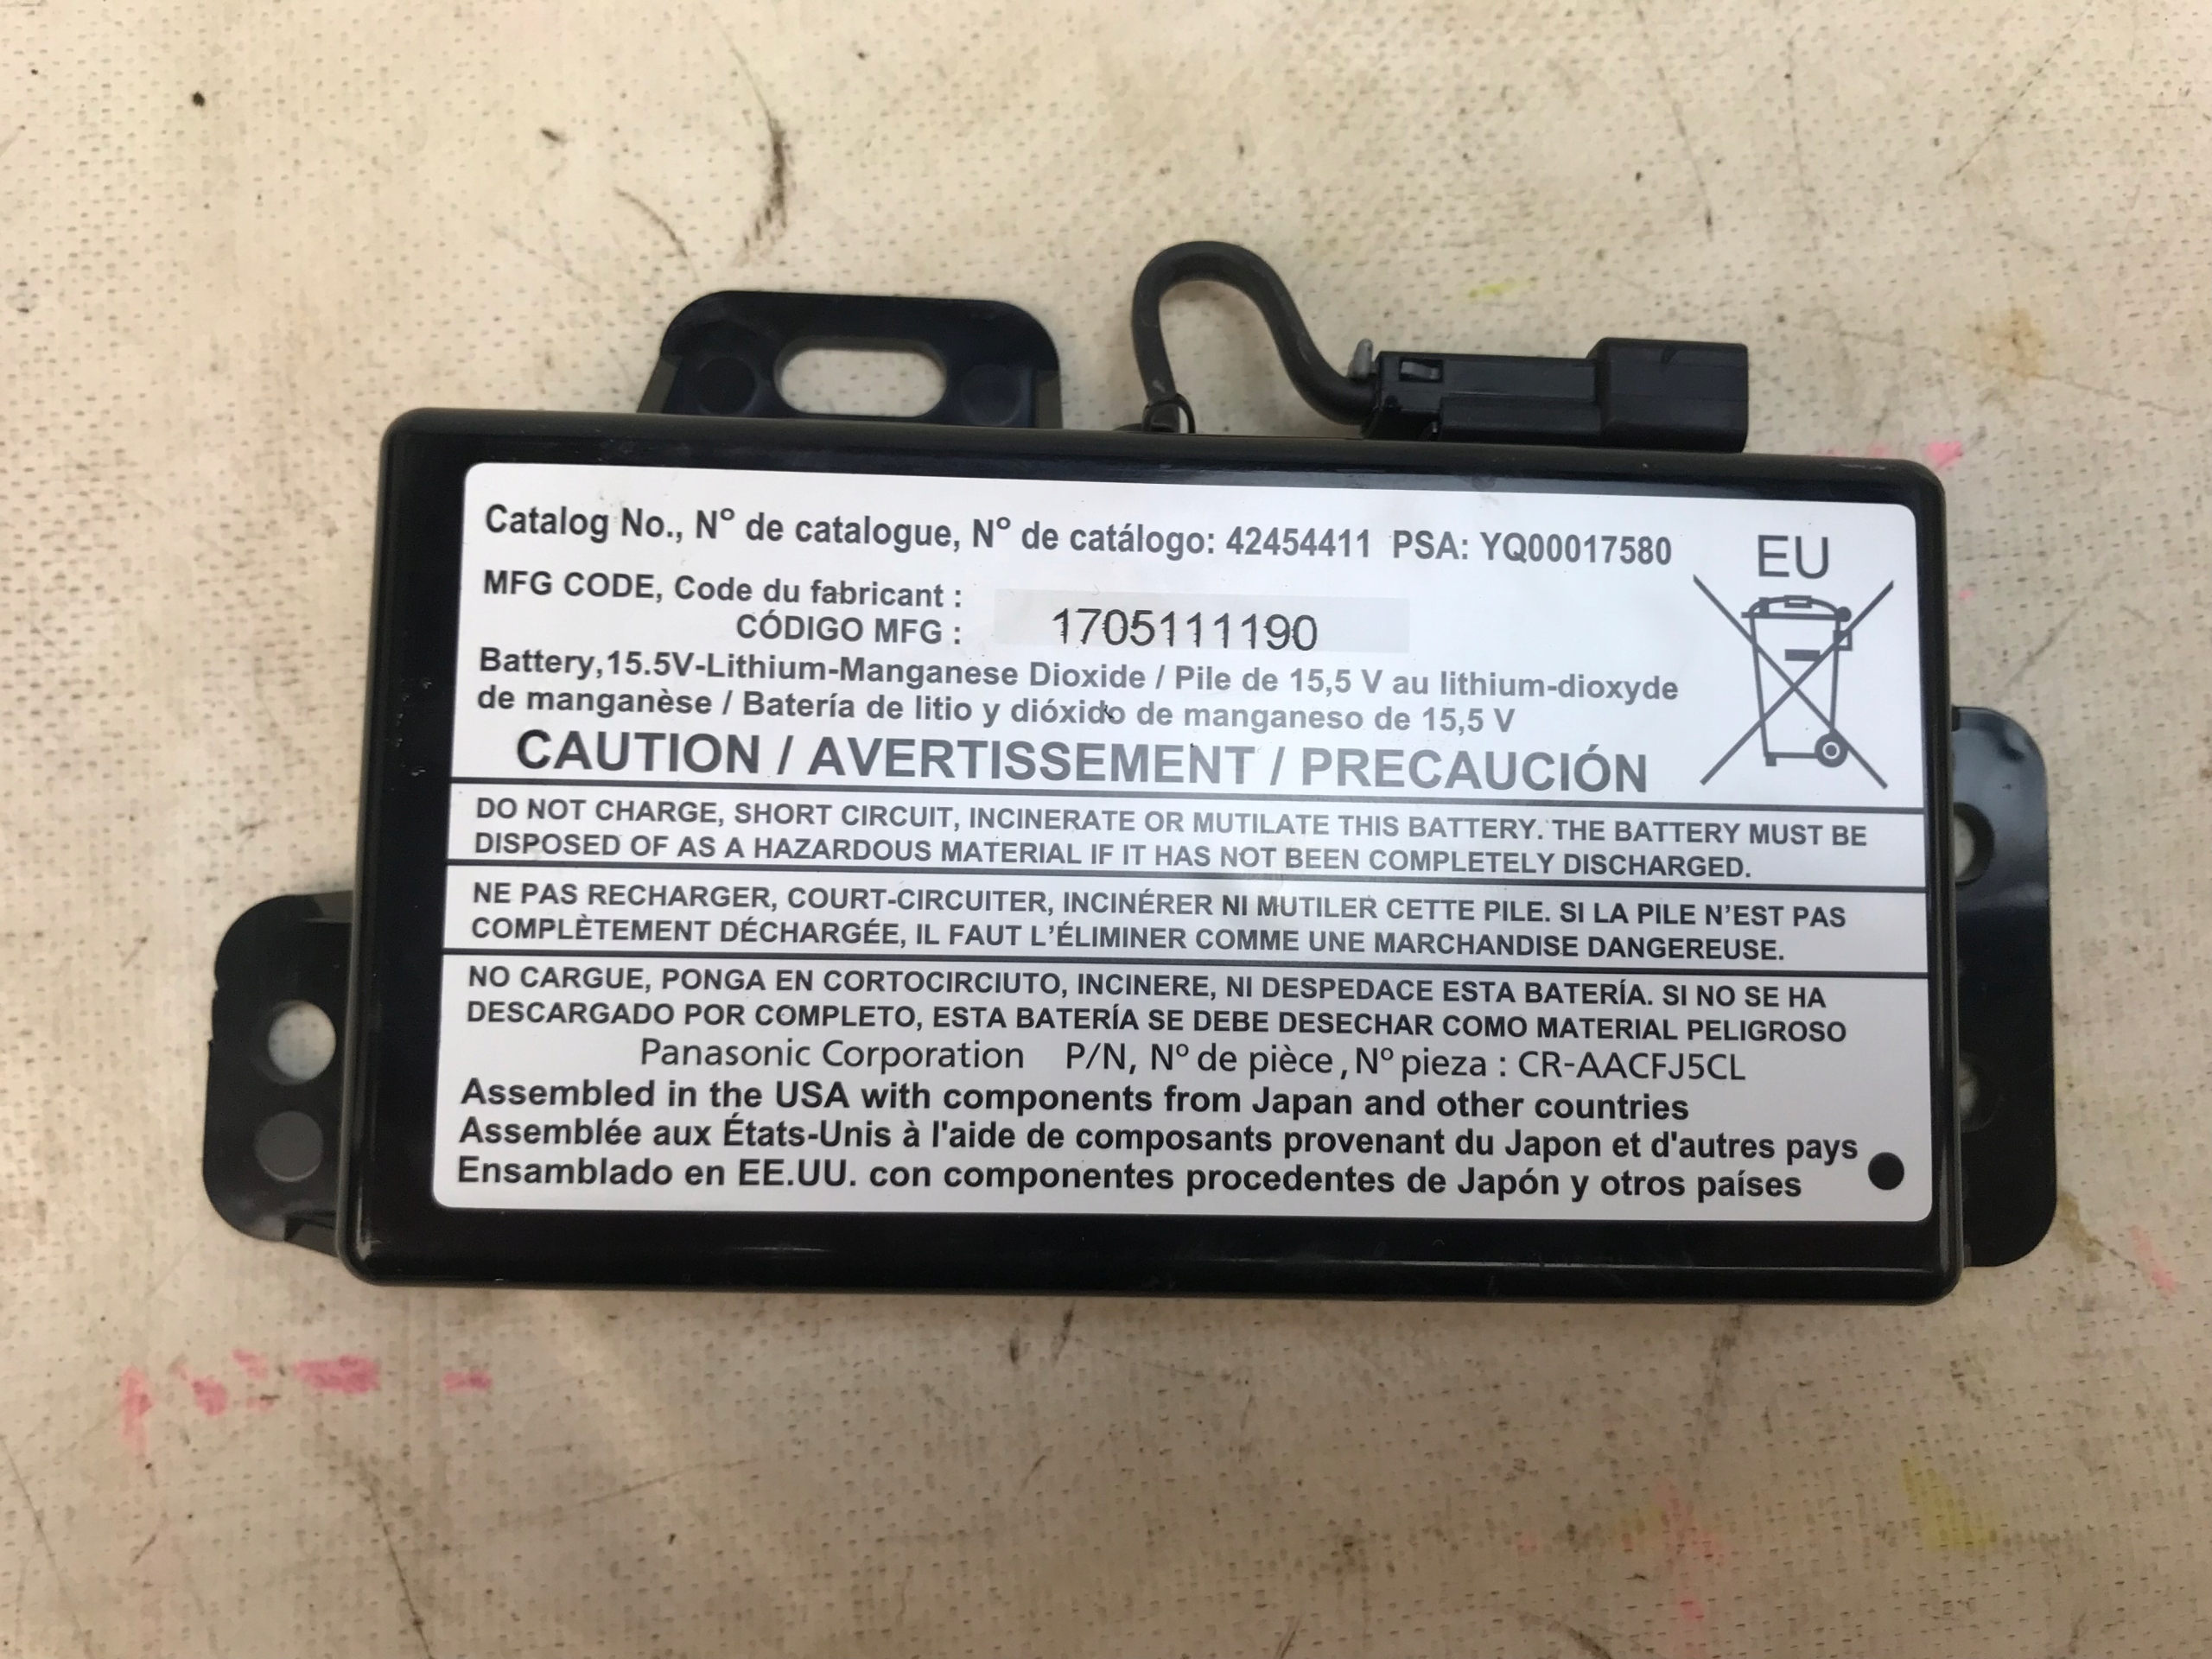 Catalog No., N° de catalogue, N° de catálogo: 42454411 PSA: YQ00017580
EU
MFG CODE, Code du fabricant :
CÓDIGO MFG :
1705111190
Battery,15.5V-Lithium-Manganese Dioxide / Pile de 15,5 V au lithium-dioxyde
de manganèse / Batería de litio y dióxido de manganeso de 15,5 V
CAUTION / AVERTISSEMENT / PRECAUCIÓN
DO NOT CHARGE, SHORT CIRCUIT, INCINERATE OR MUTILATE THIS BATTERY. THE BATTERY MUST BE
DISPOSED OF AS A HAZARDOUS MATERIAL IF IT HAS NOT BEEN COMPLETELY DISCHARGED.
NE PAS RECHARGER, COURT-CIRCUITER, INCINÉRER NI MUTILER CETTE PILE. SI LA PILE N'EST PAS
COMPLÈTEMENT DÉCHARGÉE, IL FAUT L'ÉLIMINER COMME UNE MARCHANDISE DANGEREUSE.
NO CARGUE, PONGA EN CORTOCIRCIUTO, INCINERE, NI DESPEDACE ESTA BATERÍA. SI NO SE HA
DESCARGADO POR COMPLETO, ESTA BATERÍA SE DEBE DESECHAR COMO MATERIAL PELIGROSO
Panasonic Corporation P/N, N° de pièce, N° pieza : CR-AACFJ5CL
Assembled in the USA with components from Japan and other countries
Assemblée aux États-Unis à l'aide de composants provenant du Japon et d'autres pays
Ensamblado en EE.UU. con componentes procedentes de Japón y otros países